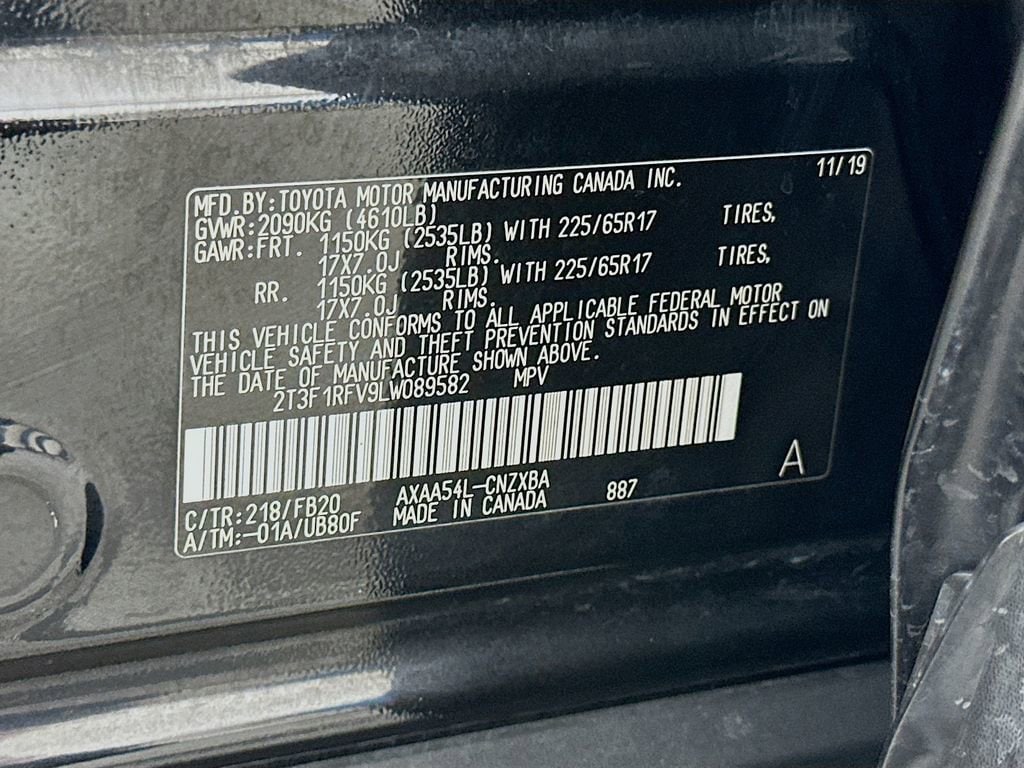 11/19
MFD.BY:TOYOTA MOTOR MANUFACTURING CANADA INC.
GVWR:2090KG (4610LB)
GAWR:FRT. 1150KG (2535LB) WITH 225/65R17 TIRES,
17X7.0J RIMS.
RR. 1150KG (2535LB) WITH 225/65R17 TIRES,
17X7.0J RIMS.
THIS VEHICLE CONFORMS TO ALL APPLICABLE FEDERAL MOTOR
VEHICLE SAFETY AND THEFT PREVENTION STANDARDS IN EFFECT ON
THE DATE OF MANUFACTURE SHOWN ABOVE.
2T3F1RFV9LW089582 MPV
A
C/TR:218/FB20 AXAA54L-CNZXBA 887
A/TM:-01A/UB80F MADE IN CANADA